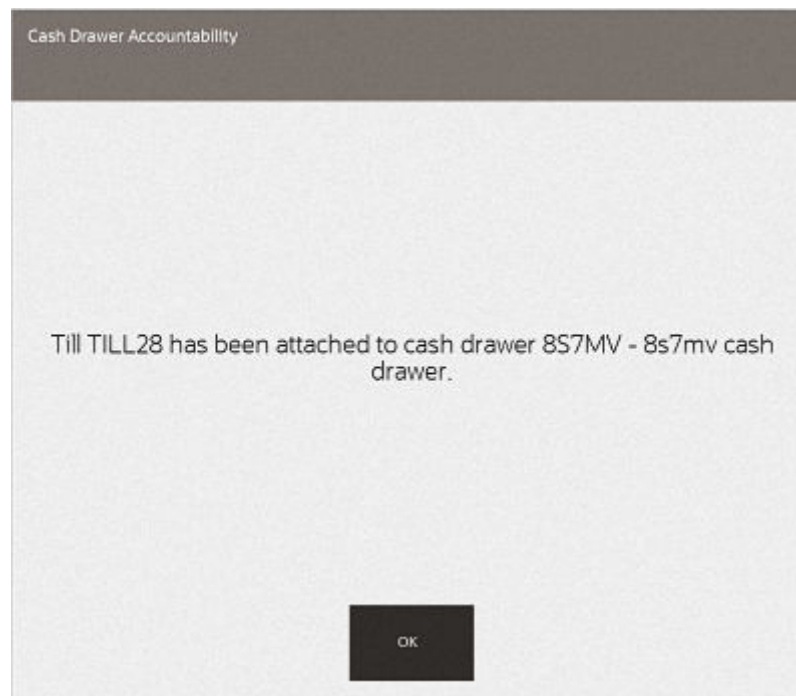 Cash Drawer Accountability
Till TILL28 has been attached to cash drawer 8S7MV - 8s7mv cash
drawer.
OK